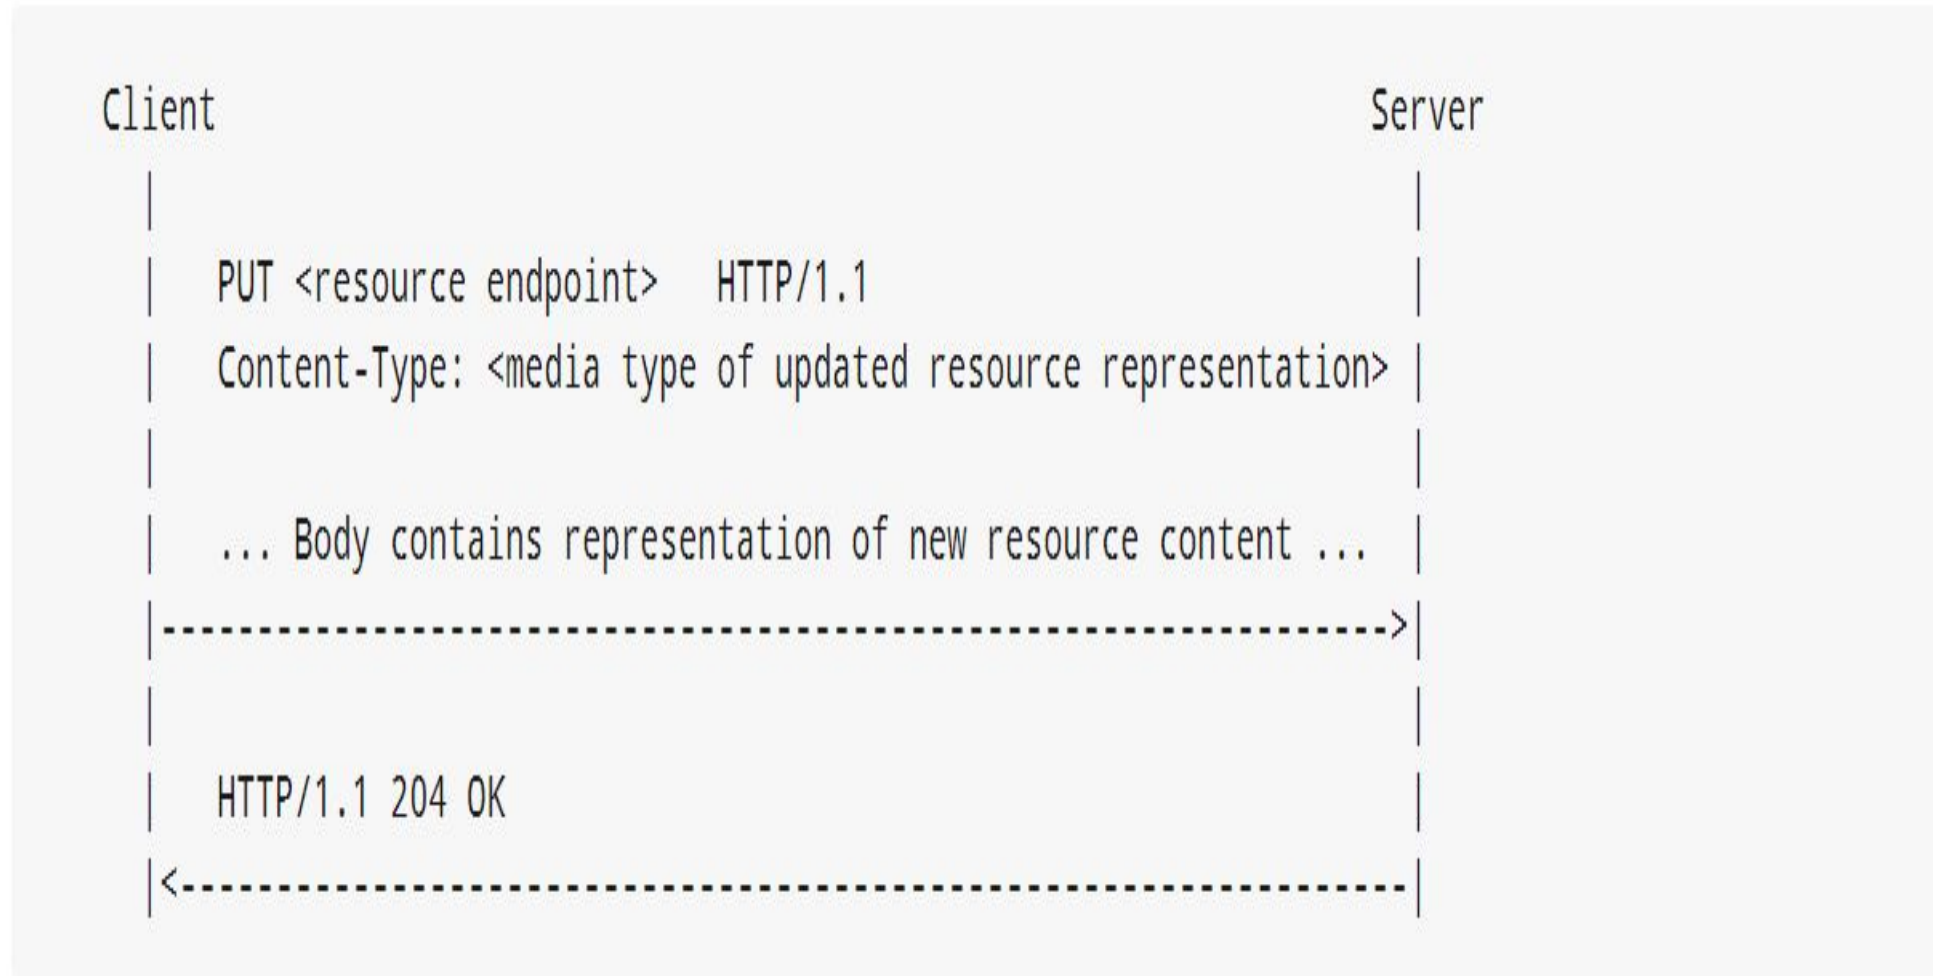 Client Server
PUT <resource endpoint> HTTP/1.1
Content-Type: <media type of updated resource representation>
... Body contains representation of new resource content ...
HTTP/1.1 204 OK